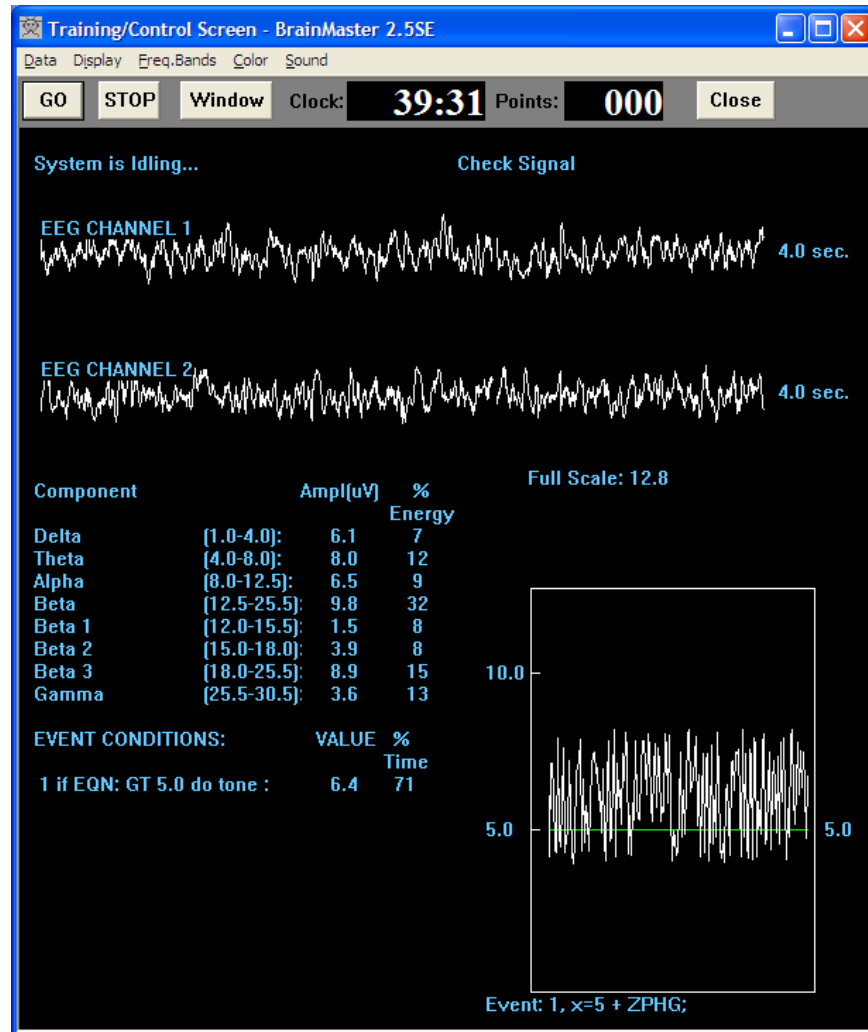 Training/Control Screen - BrainMaster 2.5SE
Data Display Freq.Bands Color Sound
GO STOP Window Clock: 39:31 Points: 000 Close
System is Idling... Check Signal
EEG CHANNEL 1
4.0 sec.
EEG CHANNEL 2
4.0 sec.
Full Scale: 12.8
Component Ampl(uV) %
Energy
Delta (1.0-4.0): 6.1 7
Theta (4.0-8.0): 8.0 12
Alpha (8.0-12.5): 6.5 9
Beta (12.5-25.5): 9.8 32
Beta 1 (12.0-15.5): 1.5 8
Beta 2 (15.0-18.0): 3.9 8
Beta 3 (18.0-25.5): 8.9 15
Gamma (25.5-30.5): 3.6 13
EVENT CONDITIONS: VALUE %
Time
1 if EQN: GT 5.0 do tone : 6.4 71
10.0
5.0 5.0
Event: 1, x=5 + ZPHG;